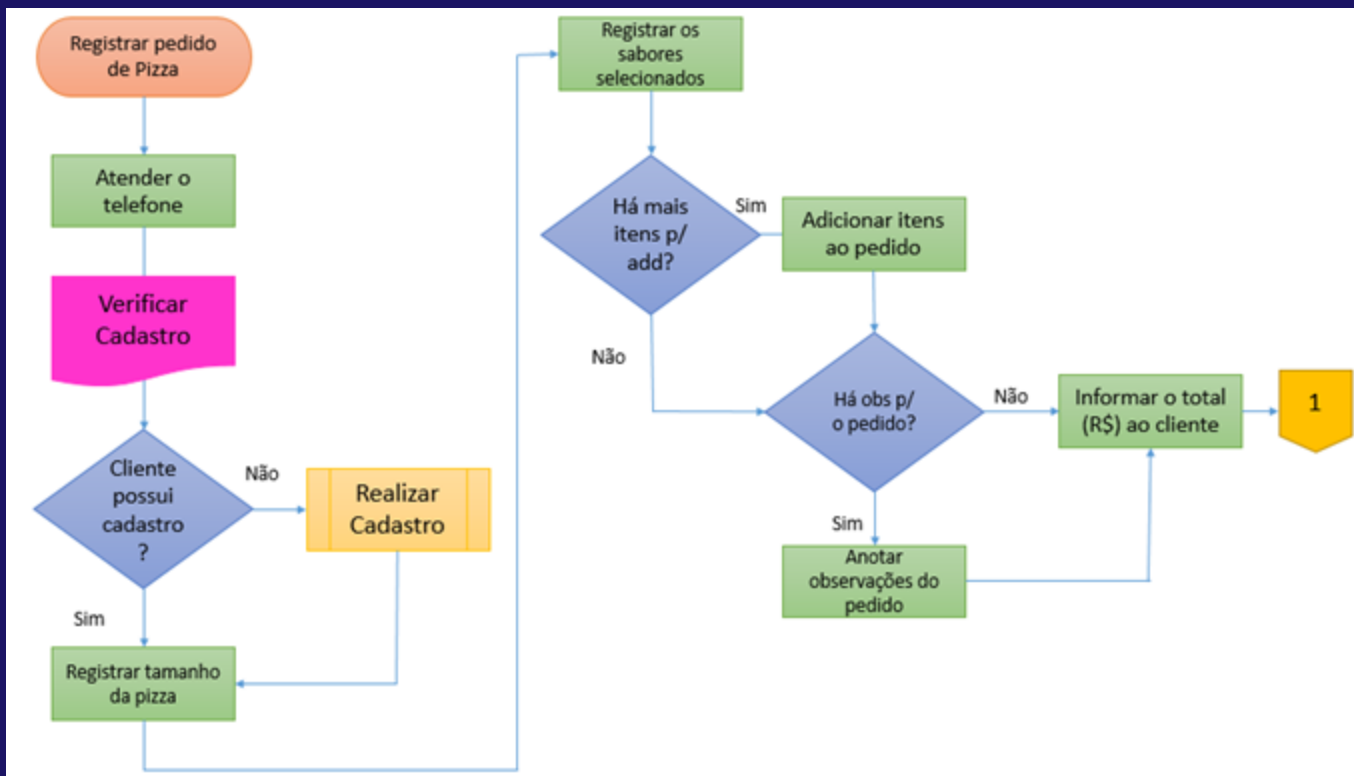 Registrar pedido
de Pizza
Atender o
telefone
Verificar
Cadastro
Cliente
possui
cadastro
?
Não
Realizar
Cadastro
Sim
Registrar tamanho
da pizza
Registrar os
sabores
selecionados
Há mais
itens p/
add?
Sim
Adicionar itens
ao pedido
Não
Há obs p/
o pedido?
Não
Informar o total
(R$) ao cliente
1
Sim
Anotar
observações do
pedido